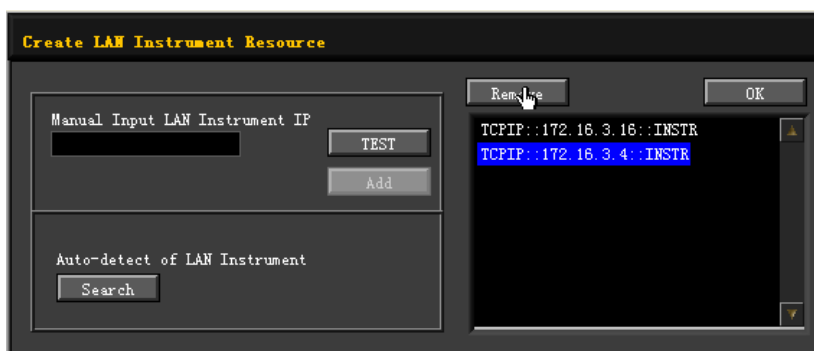 Create LAN Instrument Resource
Manual Input LAN Instrument IP
TEST
Add
Auto-detect of LAN Instrument
Search
Remove
OK
TCPIP::172.16.3.16::INSTR
TCPIP::172.16.3.4::INSTR